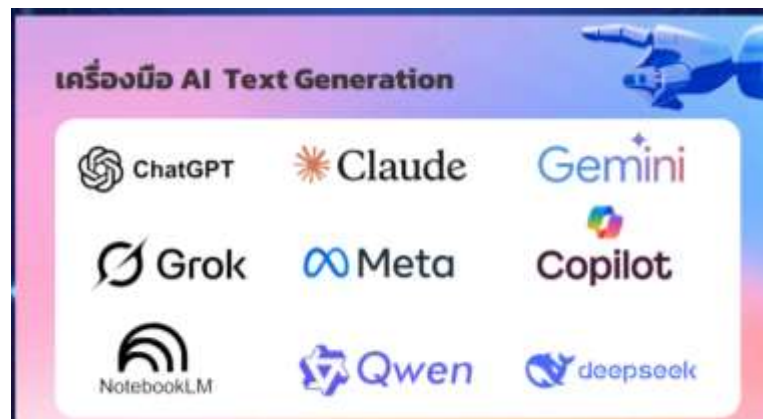 เครื่องมือ AI Text Generation
ChatGPT Claude Gemini
Grok Meta Copilot
NotebookLM Qwen deepseek